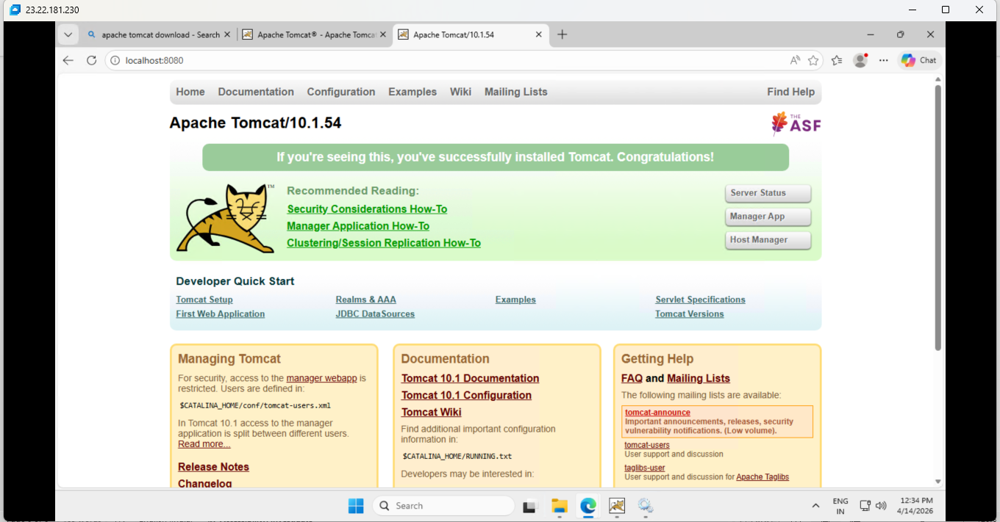 23.22.181.230
apache tomcat download - Search
Apache Tomcat® - Apache Tomcat
Apache Tomcat/10.1.54
localhost:8080
Chat
Home Documentation Configuration Examples Wiki Mailing Lists Find Help
Apache Tomcat/10.1.54
THE
ASF
If you're seeing this, you've successfully installed Tomcat. Congratulations!
TM
Recommended Reading:
Security Considerations How-To
Manager Application How-To
Clustering/Session Replication How-To
Server Status
Manager App
Host Manager
Developer Quick Start
Tomcat Setup
First Web Application
Realms & AAA
JDBC DataSources
Examples
Servlet Specifications
Tomcat Versions
Managing Tomcat
For security, access to the manager webapp is
restricted. Users are defined in:
$CATALINA_HOME/conf/tomcat-users.xml
In Tomcat 10.1 access to the manager
application is split between different users.
Read more...
Release Notes
Changelog
Documentation
Tomcat 10.1 Documentation
Tomcat 10.1 Configuration
Tomcat Wiki
Find additional important configuration
information in:
$CATALINA_HOME/RUNNING.txt
Developers may be interested in:
Getting Help
FAQ and Mailing Lists
The following mailing lists are available:
tomcat-announce
Important announcements, releases, security
vulnerability notifications. (Low volume).
tomcat-users
User support and discussion
taglibs-user
User support and discussion for Apache Taglibs
Search
ENG
IN
12:34 PM
4/14/2026